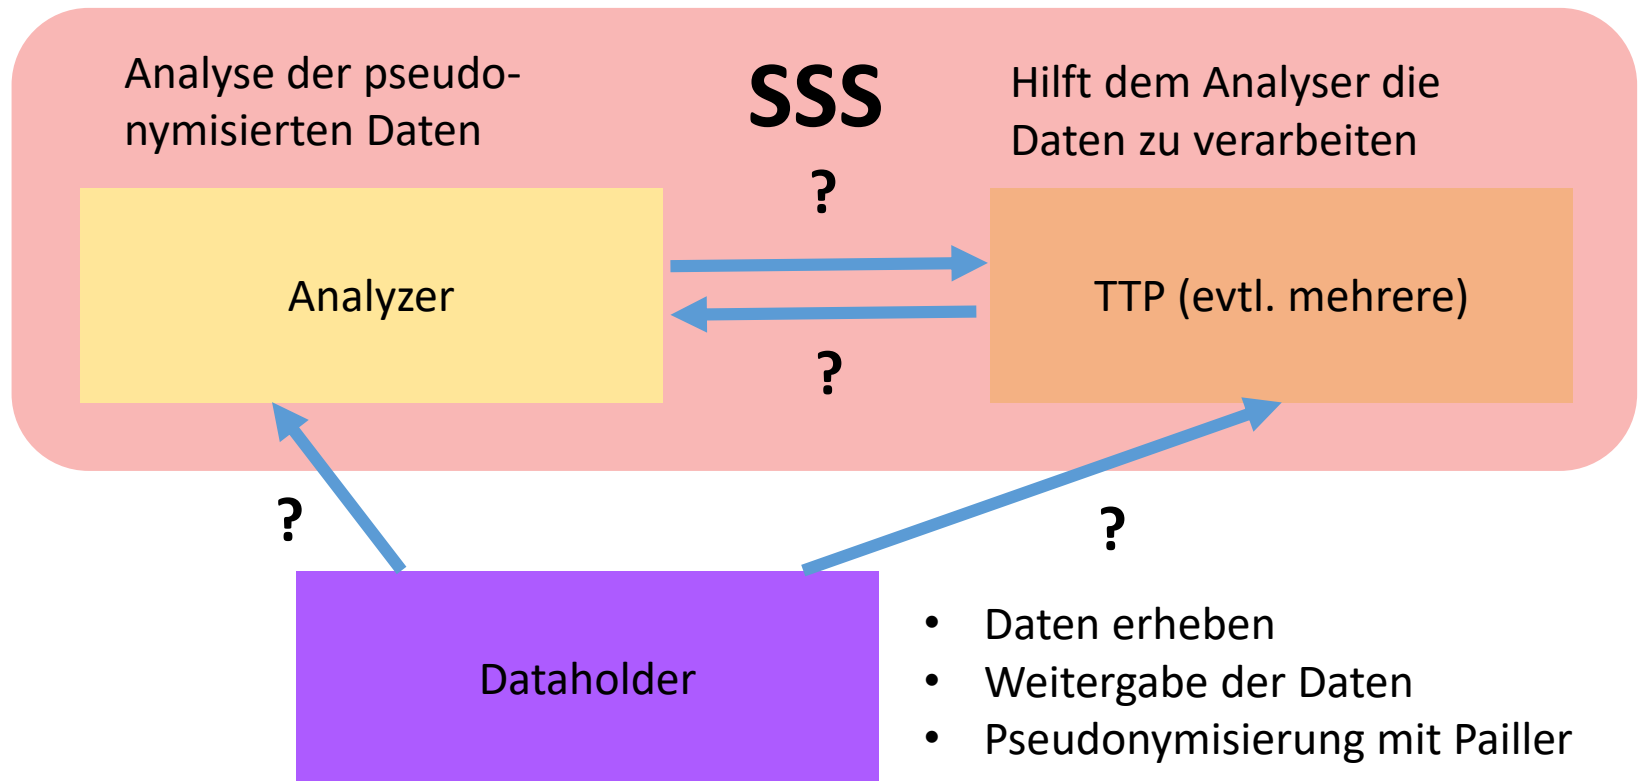 Analyse der pseudo-
nymisierten Daten
SSS
Hilft dem Analyser die
Daten zu verarbeiten
?
Analyzer
TTP (evtl. mehrere)
?
?
?
Dataholder
• Daten erheben
• Weitergabe der Daten
• Pseudonymisierung mit Pailler